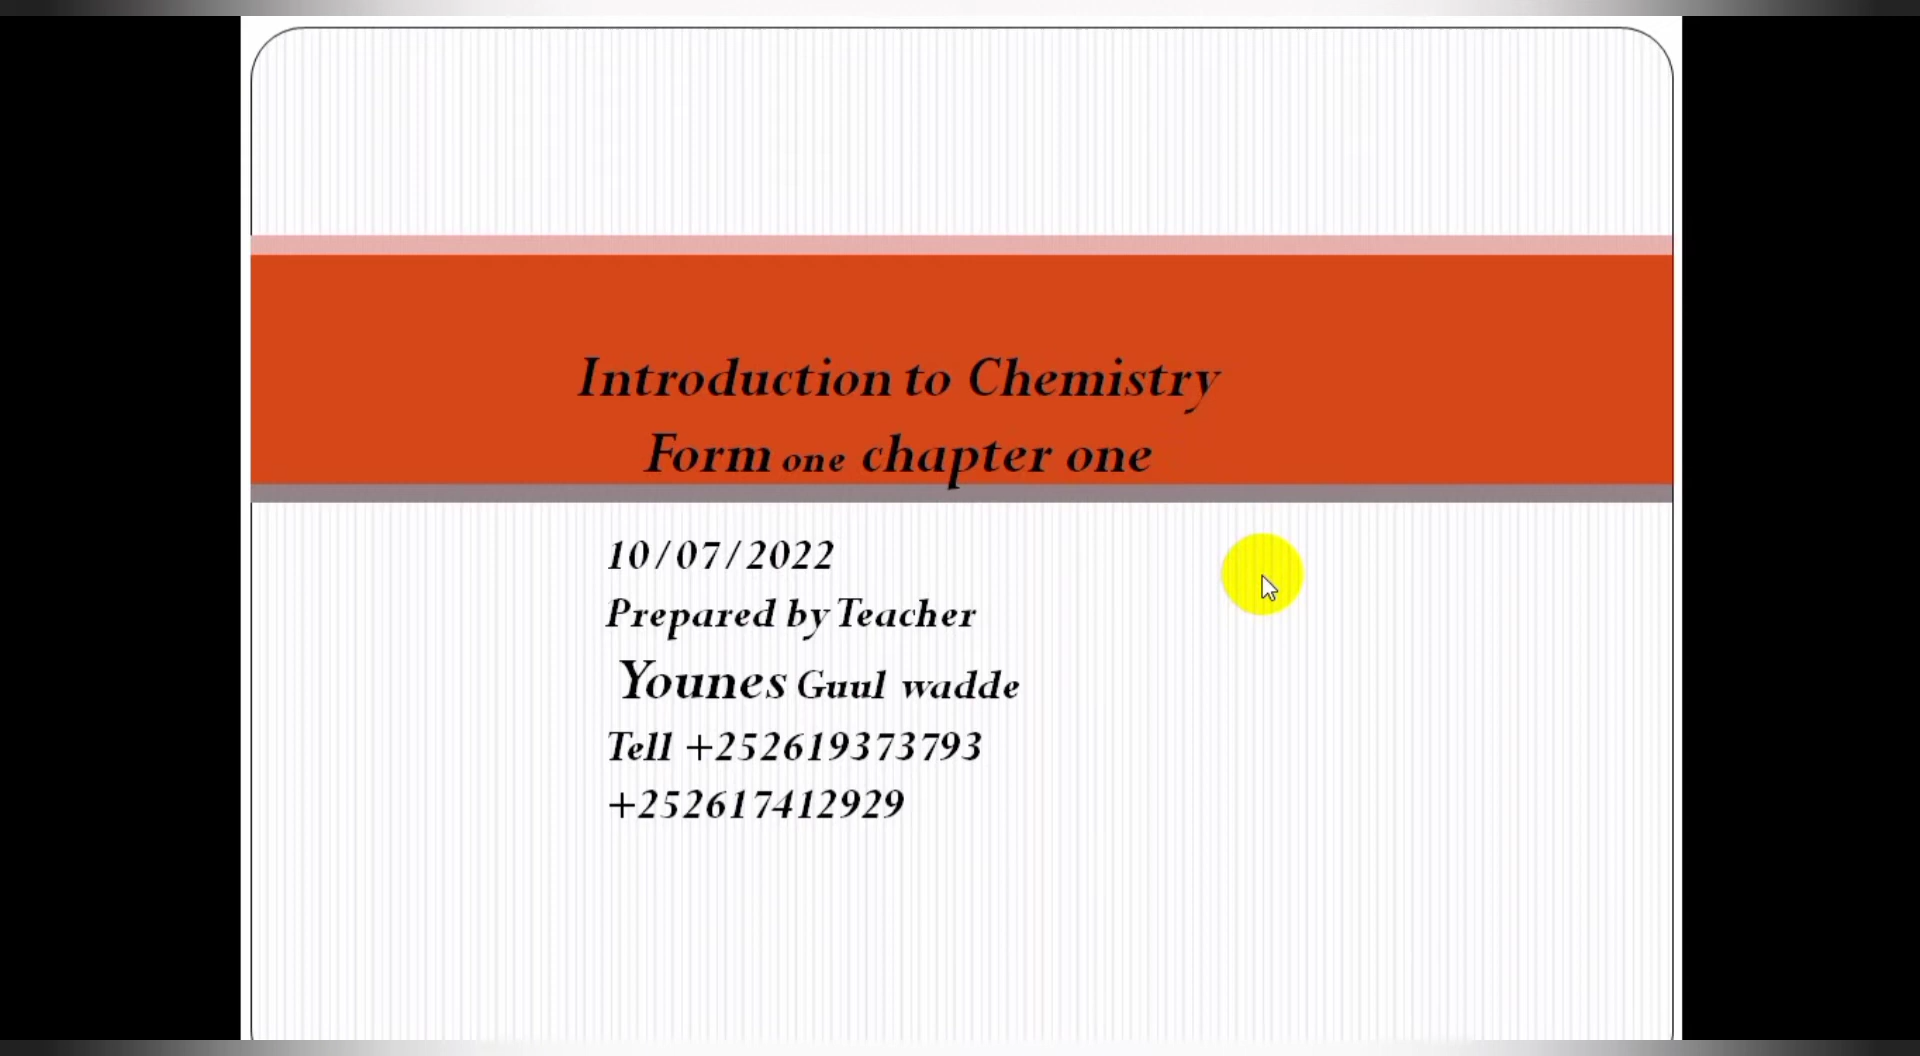 Introduction to Chemistry
Form one chapter one
10/07/2022
Prepared by Teacher
Younes Guul wadde
Tell +252619373793
+252617412929